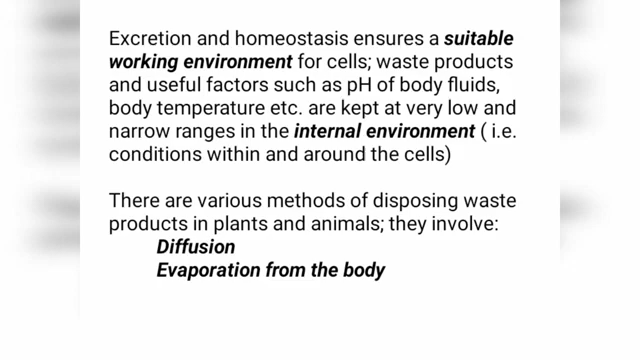 Excretion and homeostasis ensures a suitable
working environment for cells; waste products
and useful factors such as pH of body fluids,
body temperature etc. are kept at very low and
narrow ranges in the internal environment ( i.e.
conditions within and around the cells)
There are various methods of disposing waste
products in plants and animals; they involve:
Diffusion
Evaporation from the body